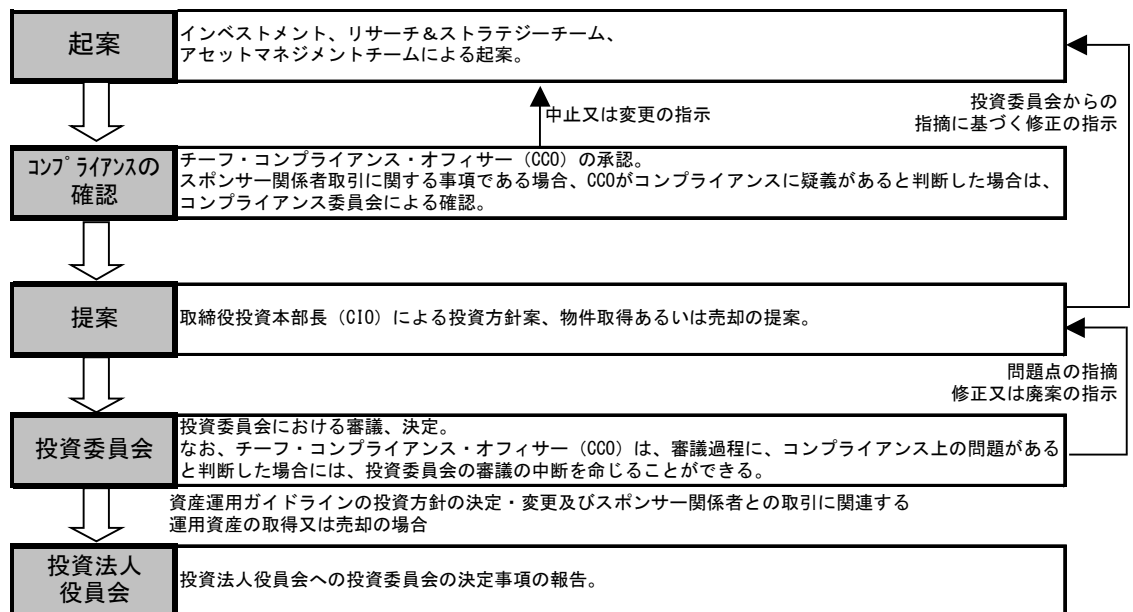 起案
インベストメント、リサーチ＆ストラテジーチーム、
アセットマネジメントチームによる起案。
中止又は変更の指示
投資委員会からの
指摘に基づく修正の指示
ｺﾝﾌﾟﾗｲｱﾝｽの
確認
チーフ・コンプライアンス・オフィサー（CCO）の承認。
スポンサー関係者取引に関する事項である場合、CCOがコンプライアンスに疑義があると判断した場合は、
コンプライアンス委員会による確認。
提案
取締役投資本部長（CIO）による投資方針案、物件取得あるいは売却の提案。
問題点の指摘
修正又は廃案の指示
投資委員会
投資委員会における審議、決定。
なお、チーフ・コンプライアンス・オフィサー（CCO）は、審議過程に、コンプライアンス上の問題がある
と判断した場合には、投資委員会の審議の中断を命じることができる。
資産運用ガイドラインの投資方針の決定・変更及びスポンサー関係者との取引に関連する
運用資産の取得又は売却の場合
投資法人
役員会
投資法人役員会への投資委員会の決定事項の報告。